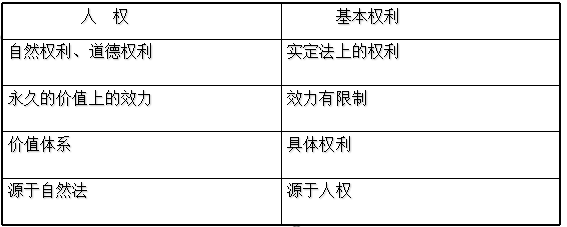 人 权 基本权利
自然权利、道德权利 实定法上的权利
永久的价值上的效力 效力有限制
价值体系 具体权利
源于自然法 源于人权